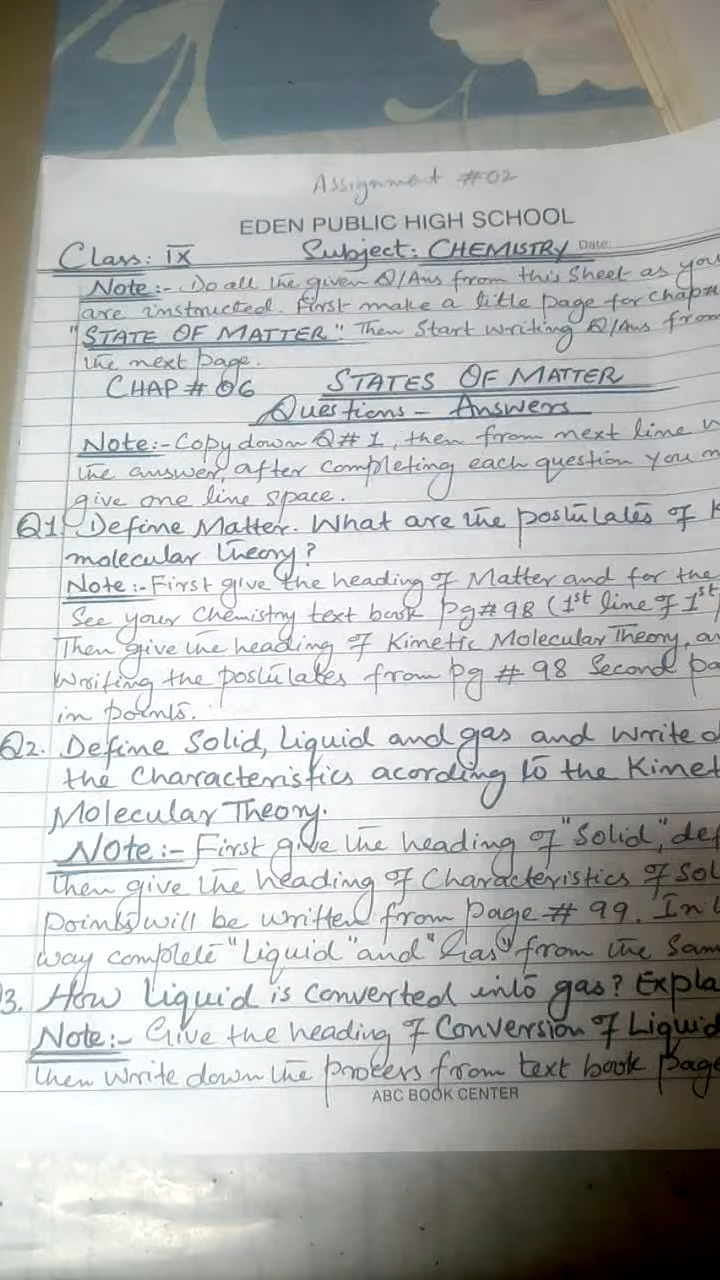 Assignment #02
EDEN PUBLIC HIGH SCHOOL
Class: IX Subject: CHEMISTRY Date:
Note:- Do all the given Q/Ans from this Sheet as you
are instructed. First make a title page for chap
"STATE OF MATTER". Then Start writing Q/Ans from
the next page.
CHAP # 06 STATES OF MATTER
Questions - Answers
Note:- Copy down Q# 1, then from next line w
the answer, after completing each question you m
give one line space.
Q1. Define Matter. What are the postulates of K
molecular theory?
Note:- First give the heading of Matter and for the
See your Chemistry text book pg# 98 (1st line of 1st
Then give the heading of Kinetic Molecular Theory, an
Writing the postulates from pg # 98 Second pa
in points.
Q2. Define Solid, Liquid and gas and write d
the Characteristics acording to the Kinet
Molecular Theory.
Note:- First give the heading of "Solid," def
then give the heading of Characteristics of Sol
Points will be written from page # 99. In
way complete "Liquid" and "Gas" from the Sam
3. How Liquid is converted into gas? Expla
Note:- Give the heading of Conversion of Liquid
then write down the process from text book page
ABC BOOK CENTER